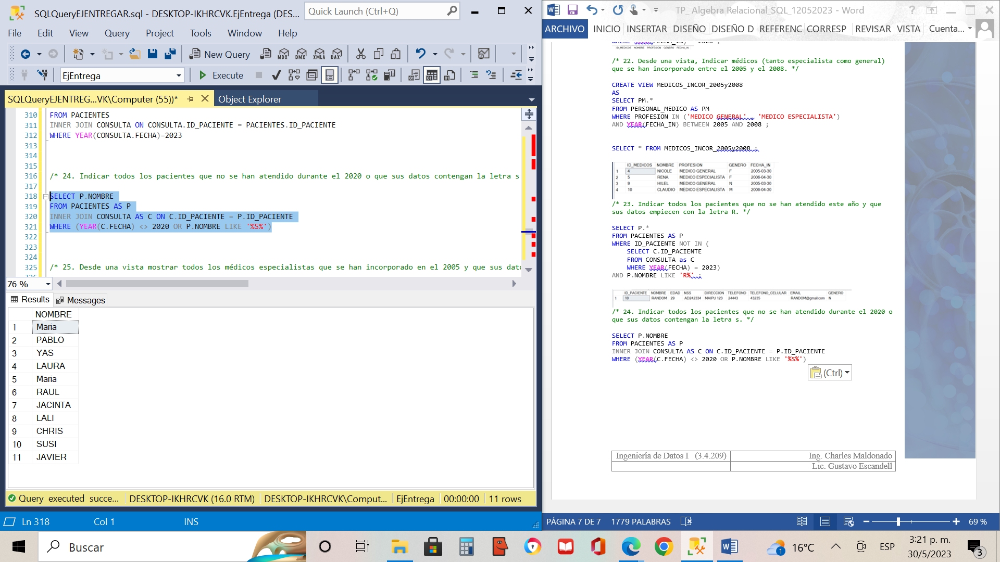 SQLQueryEJENTREGAR.sql - DESKTOP-IKHRCVK.EjEntrega (DES...
Quick Launch (Ctrl+Q)
File Edit View Query Project Tools Window Help
New Query
MDX DMX XMLA DAX
EjEntrega
Execute
SQLQueryEJENTREG...VK\Computer (55))*
Object Explorer
310 FROM PACIENTES
311 INNER JOIN CONSULTA ON CONSULTA.ID_PACIENTE = PACIENTES.ID_PACIENTE
312 WHERE YEAR(CONSULTA.FECHA)=2023
313
314
315
316 /* 24. Indicar todos los pacientes que no se han atendido durante el 2020 o que sus datos contengan la letra s
317
318 SELECT P.NOMBRE
319 FROM PACIENTES AS P
320 INNER JOIN CONSULTA AS C ON C.ID_PACIENTE = P.ID_PACIENTE
321 WHERE (YEAR(C.FECHA) <> 2020 OR P.NOMBRE LIKE '%S%')
322
323
324
325 /* 25. Desde una vista mostrar todos los médicos especialistas que se han incorporado en el 2005 y que sus dato
76 %
Results Messages
NOMBRE
1 Maria
2 PABLO
3 YAS
4 LAURA
5 Maria
6 RAUL
7 JACINTA
8 LALI
9 CHRIS
10 SUSI
11 JAVIER
Query executed succe... DESKTOP-IKHRCVK (16.0 RTM) DESKTOP-IKHRCVK\Comput... EjEntrega 00:00:00 11 rows
Ln 318 Col 1 INS
TP_ Algebra Relacional_SQL_12052023 - Word
ARCHIVO INICIO INSERTAR DISEÑO DISEÑO D REFERENC CORRESP REVISAR VISTA Cuenta...
ID_MEDICOS NOMBRE PROFESION GENERO FECHA_IN
/* 22. Desde una vista, Indicar médicos (tanto especialista como general)
que se han incorporado entre el 2005 y el 2008. */
CREATE VIEW MEDICOS_INCOR_2005y2008
AS
SELECT PM.*
FROM PERSONAL_MEDICO AS PM
WHERE PROFESION IN ('MEDICO GENERAL' , 'MEDICO ESPECIALISTA')
AND YEAR(FECHA_IN) BETWEEN 2005 AND 2008 ;
SELECT * FROM MEDICOS_INCOR_2005y2008 ;
ID_MEDICOS NOMBRE PROFESION GENERO FECHA_IN
1 4 NICOLE MEDICO GENERAL F 2005-03-30
2 5 RENA MEDICO ESPECIALISTA F 2006-04-30
3 9 HILEL MEDICO GENERAL N 2005-03-30
4 10 CLAUDIO MEDICO ESPECIALISTA M 2006-04-30
/* 23. Indicar todos los pacientes que no se han atendido este año y que
sus datos empiecen con la letra R. */
SELECT P.*
FROM PACIENTES AS P
WHERE ID_PACIENTE NOT IN (
SELECT C.ID_PACIENTE
FROM CONSULTA as C
WHERE YEAR(FECHA) = 2023)
AND P.NOMBRE LIKE 'R%' ;
ID_PACIENTE NOMBRE EDAD NSS DIRECCION TELEFONO TELEFONO_CELULAR EMAIL GENERO
1 10 RANDOM 29 AD242334 MAIPU 123 24443 43235 RANDOM@gmail.com N
/* 24. Indicar todos los pacientes que no se han atendido durante el 2020 o
que sus datos contengan la letra s. */
SELECT P.NOMBRE
FROM PACIENTES AS P
INNER JOIN CONSULTA AS C ON C.ID_PACIENTE = P.ID_PACIENTE
WHERE (YEAR(C.FECHA) <> 2020 OR P.NOMBRE LIKE '%S%')
(Ctrl)
Ingeniería de Datos I (3.4.209) Ing. Charles Maldonado
Lic. Gustavo Escandell
PÁGINA 7 DE 7 1779 PALABRAS 69 %
Buscar
1 16°C ESP
3:21 p. m.
30/5/2023
3